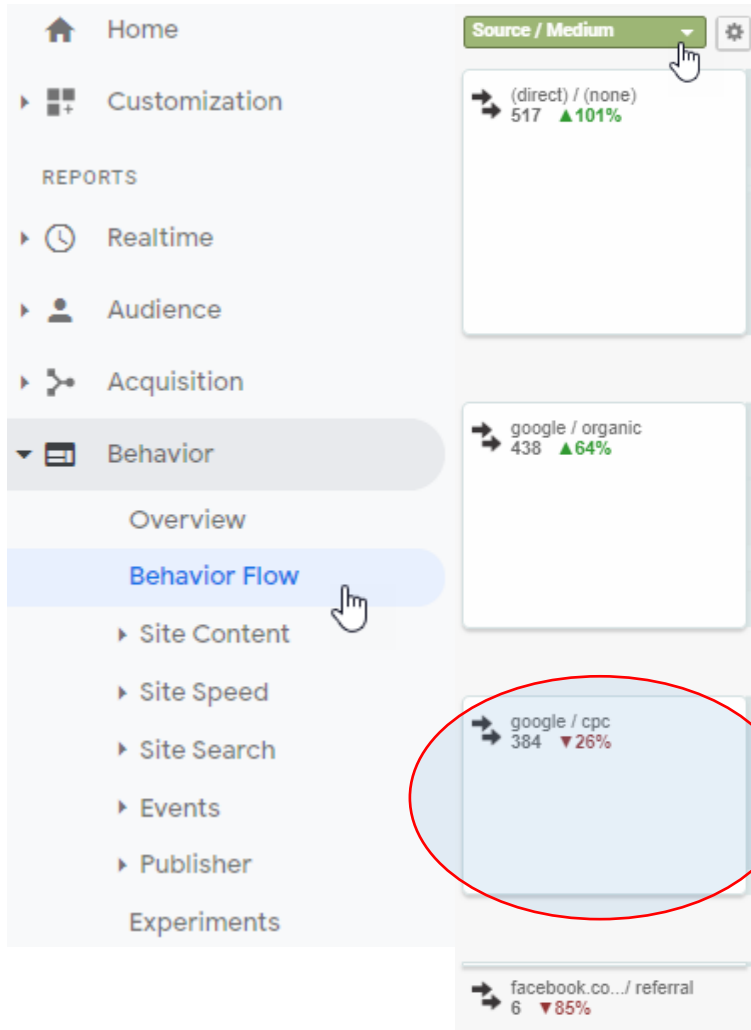 Home
Customization
REPORTS
Realtime
Audience
Acquisition
Behavior
Overview
Behavior Flow
Site Content
Site Speed
Site Search
Events
Publisher
Experiments
Source / Medium
(direct) / (none)
517 ▲101%
google / organic
438 ▲64%
google / cpc
384 ▼26%
facebook.co.../ referral
6 ▼85%